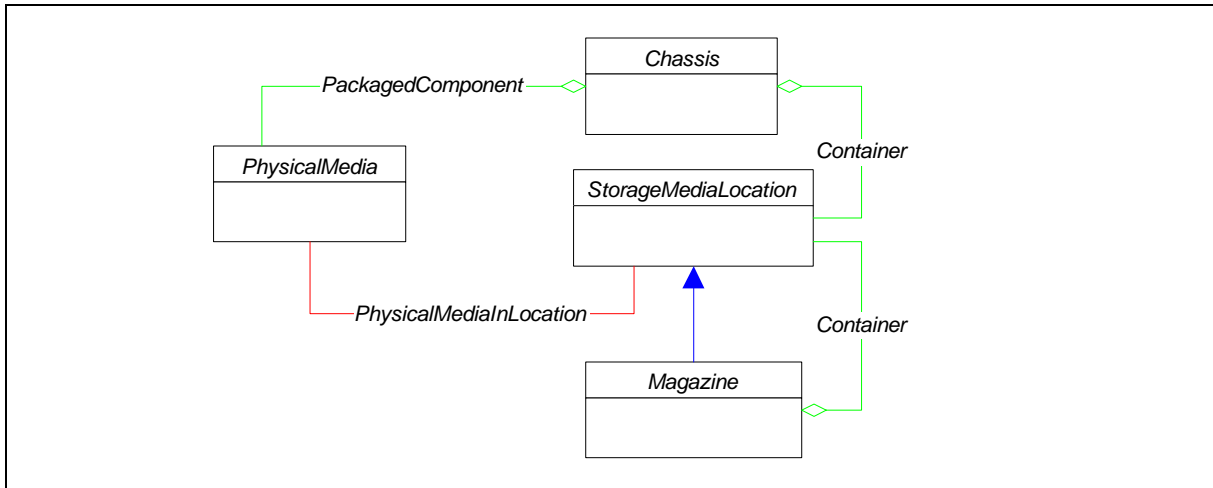 Chassis
PackagedComponent
Container
PhysicalMedia
StorageMediaLocation
PhysicalMediaInLocation
Container
Magazine